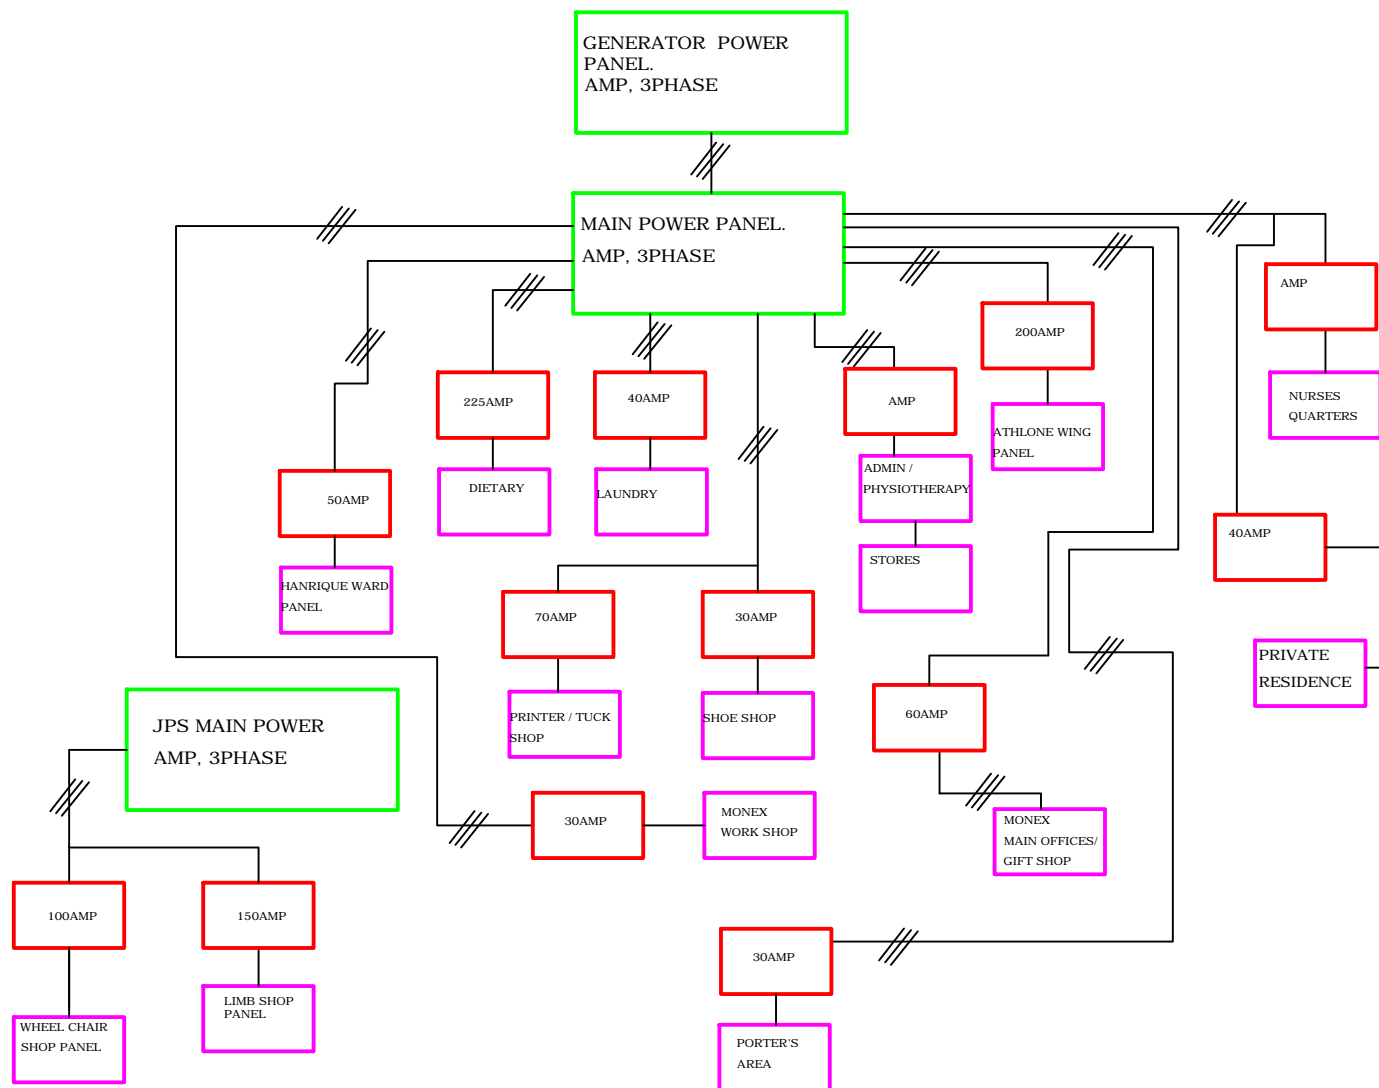 GENERATOR POWER
PANEL.
AMP, 3PHASE
MAIN POWER PANEL.
AMP, 3PHASE
AMP
200AMP
225AMP
40AMP
AMP
NURSES
QUARTERS
ATHLONE WING
PANEL
50AMP
DIETARY
LAUNDRY
ADMIN /
PHYSIOTHERAPY
40AMP
STORES
HANRIQUE WARD
PANEL
70AMP
30AMP
PRIVATE
RESIDENCE
60AMP
PRINTER / TUCK
SHOP
SHOE SHOP
JPS MAIN POWER
AMP, 3PHASE
30AMP
MONEX
WORK SHOP
MONEX
MAIN OFFICES/
GIFT SHOP
100AMP
150AMP
30AMP
LIMB SHOP
PANEL
WHEEL CHAIR
SHOP PANEL
PORTER'S
AREA